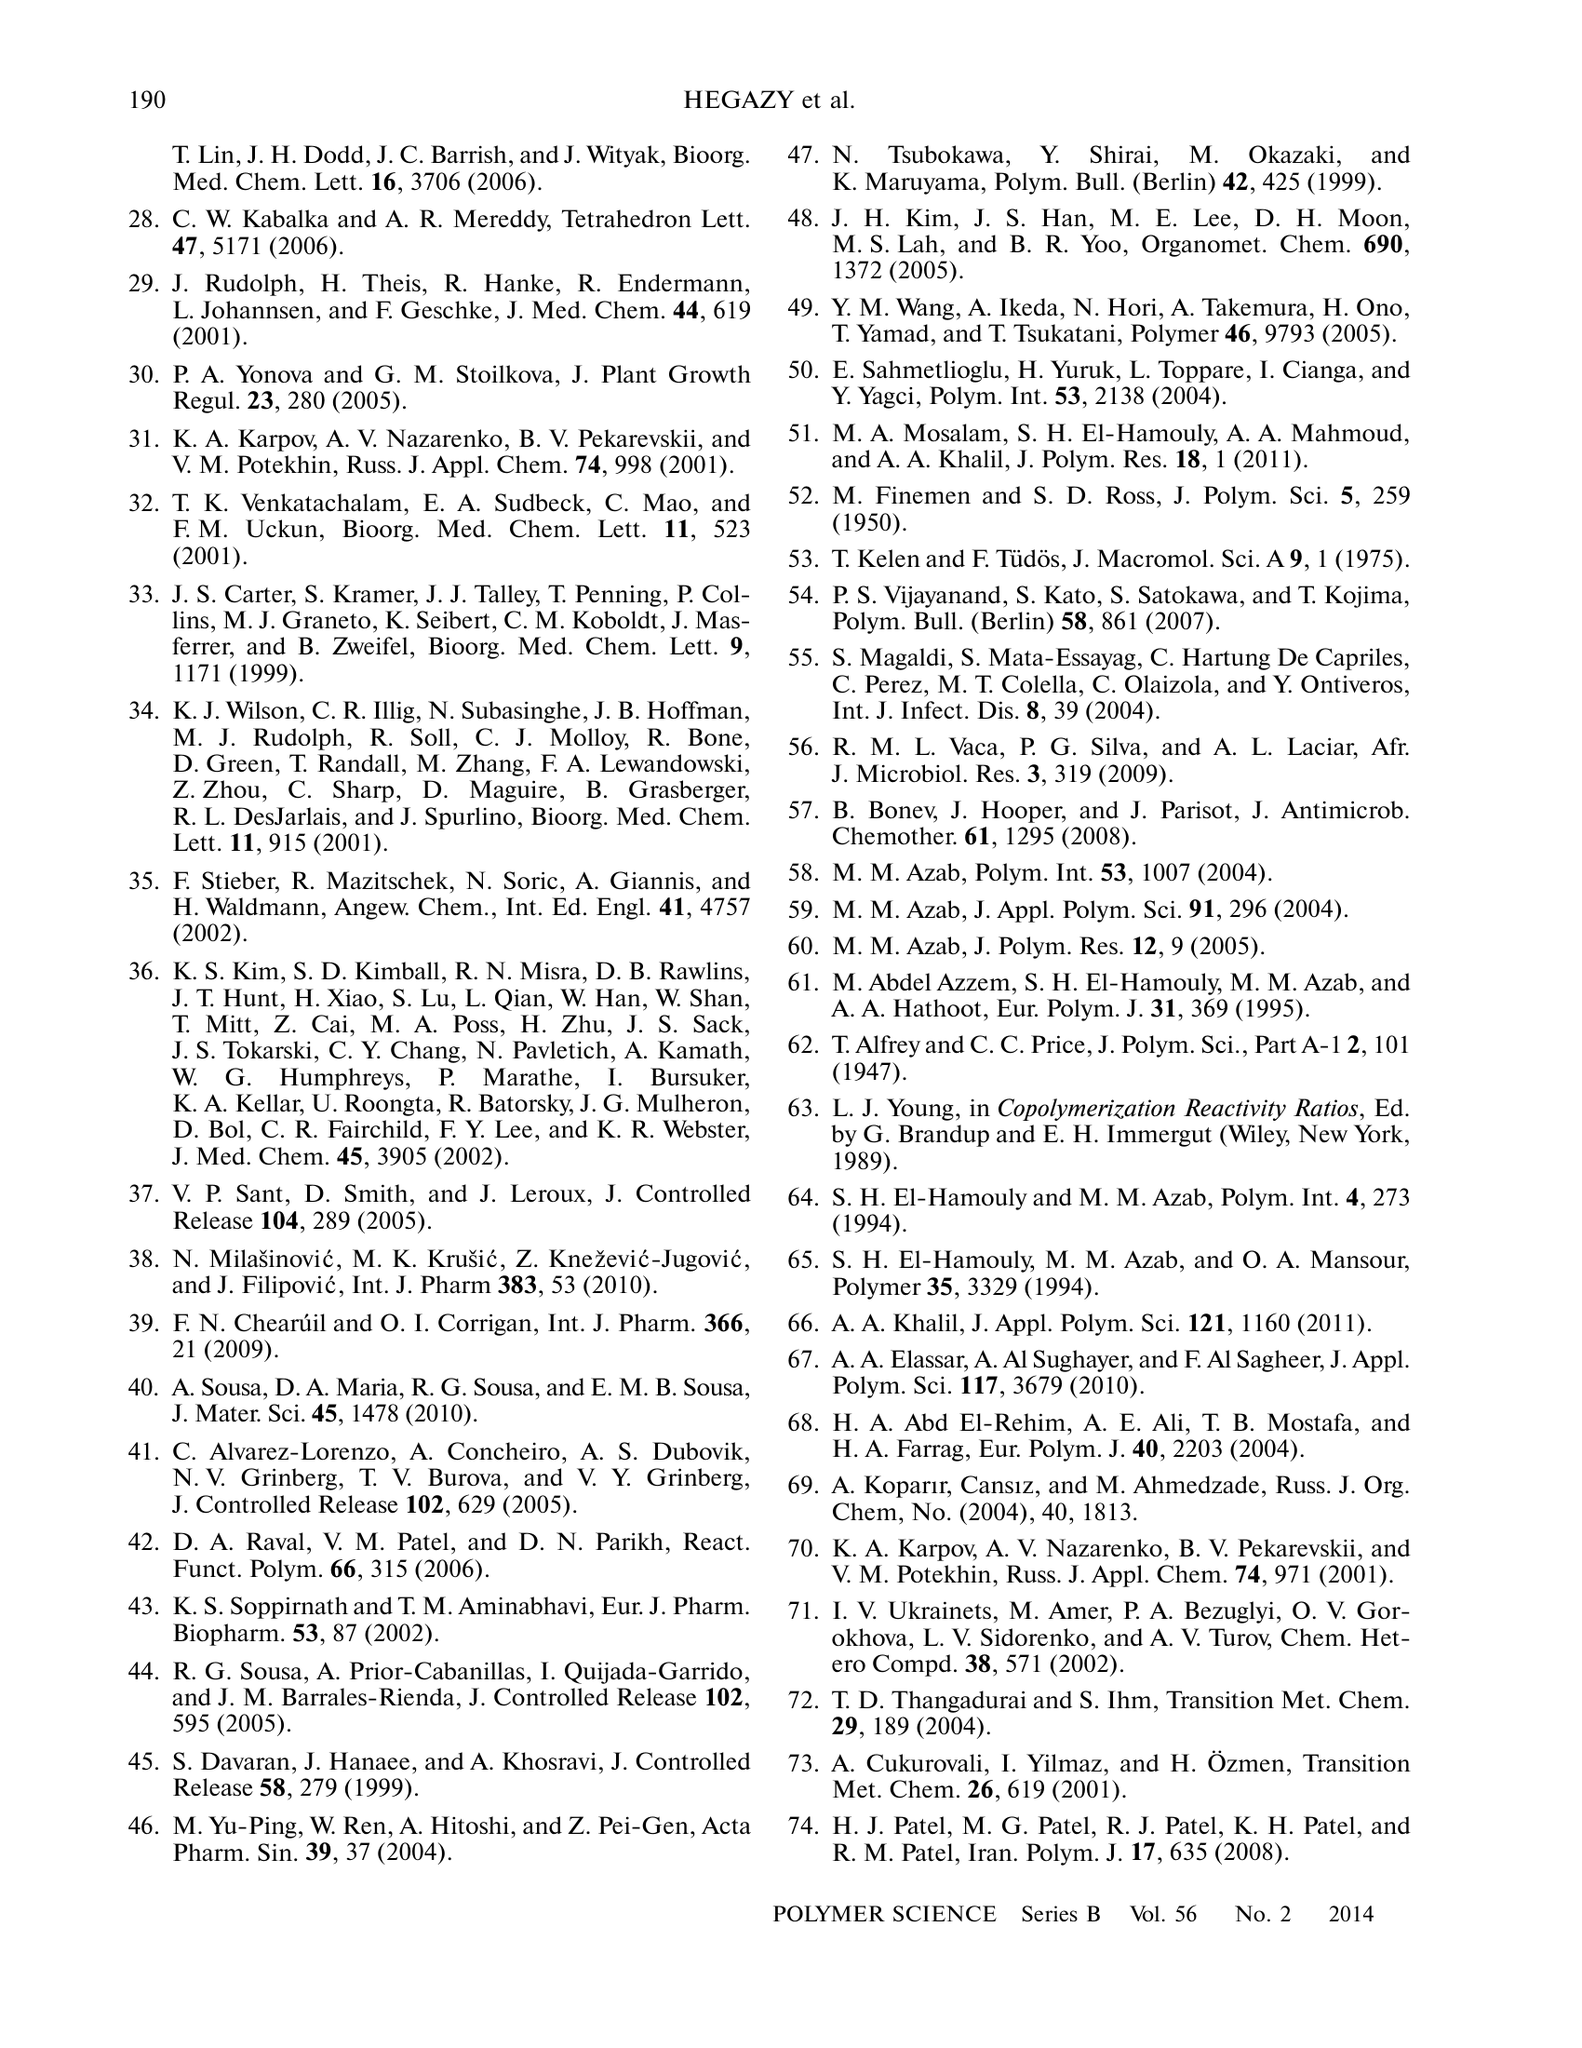 190
HEGAZY et al.
T. Lin, J. H. Dodd, J. C. Barrish, and J. Wityak, Bioorg.
Med. Chem. Lett. 16, 3706 (2006).
28. C. W. Kabalka and A. R. Mereddy, Tetrahedron Lett.
47, 5171 (2006).
29. J. Rudolph, H. Theis, R. Hanke, R. Endermann,
L. Johannsen, and F. Geschke, J. Med. Chem. 44, 619
(2001).
30. P. A. Yonova and G. M. Stoilkova, J. Plant Growth
Regul. 23, 280 (2005).
31. K. A. Karpov, A. V. Nazarenko, B. V. Pekarevskii, and
V. M. Potekhin, Russ. J. Appl. Chem. 74, 998 (2001).
32. T. K. Venkatachalam, E. A. Sudbeck, C. Mao, and
F. M. Uckun, Bioorg. Med. Chem. Lett. 11, 523
(2001).
33. J. S. Carter, S. Kramer, J. J. Talley, T. Penning, P. Col-
lins, M. J. Graneto, K. Seibert, C. M. Koboldt, J. Mas-
ferrer, and B. Zweifel, Bioorg. Med. Chem. Lett. 9,
1171 (1999).
34. K. J. Wilson, C. R. Illig, N. Subasinghe, J. B. Hoffman,
M. J. Rudolph, R. Soll, C. J. Molloy, R. Bone,
D. Green, T. Randall, M. Zhang, F. A. Lewandowski,
Z. Zhou, C. Sharp, D. Maguire, B. Grasberger,
R. L. DesJarlais, and J. Spurlino, Bioorg. Med. Chem.
Lett. 11, 915 (2001).
35. F. Stieber, R. Mazitschek, N. Soric, A. Giannis, and
H. Waldmann, Angew. Chem., Int. Ed. Engl. 41, 4757
(2002).
36. K. S. Kim, S. D. Kimball, R. N. Misra, D. B. Rawlins,
J. T. Hunt, H. Xiao, S. Lu, L. Qian, W. Han, W. Shan,
T. Mitt, Z. Cai, M. A. Poss, H. Zhu, J. S. Sack,
J. S. Tokarski, C. Y. Chang, N. Pavletich, A. Kamath,
W. G. Humphreys, P. Marathe, I. Bursuker,
K. A. Kellar, U. Roongta, R. Batorsky, J. G. Mulheron,
D. Bol, C. R. Fairchild, F. Y. Lee, and K. R. Webster,
J. Med. Chem. 45, 3905 (2002).
37. V. P. Sant, D. Smith, and J. Leroux, J. Controlled
Release 104, 289 (2005).
38. N. Milašinović, M. K. Krušić, Z. Knežević-Jugović,
and J. Filipović, Int. J. Pharm 383, 53 (2010).
39. F. N. Chearúil and O. I. Corrigan, Int. J. Pharm. 366,
21 (2009).
40. A. Sousa, D. A. Maria, R. G. Sousa, and E. M. B. Sousa,
J. Mater. Sci. 45, 1478 (2010).
41. C. Alvarez-Lorenzo, A. Concheiro, A. S. Dubovik,
N. V. Grinberg, T. V. Burova, and V. Y. Grinberg,
J. Controlled Release 102, 629 (2005).
42. D. A. Raval, V. M. Patel, and D. N. Parikh, React.
Funct. Polym. 66, 315 (2006).
43. K. S. Soppirnath and T. M. Aminabhavi, Eur. J. Pharm.
Biopharm. 53, 87 (2002).
44. R. G. Sousa, A. Prior-Cabanillas, I. Quijada-Garrido,
and J. M. Barrales-Rienda, J. Controlled Release 102,
595 (2005).
45. S. Davaran, J. Hanaee, and A. Khosravi, J. Controlled
Release 58, 279 (1999).
46. M. Yu-Ping, W. Ren, A. Hitoshi, and Z. Pei-Gen, Acta
Pharm. Sin. 39, 37 (2004).
47. N. Tsubokawa, Y. Shirai, M. Okazaki, and
K. Maruyama, Polym. Bull. (Berlin) 42, 425 (1999).
48. J. H. Kim, J. S. Han, M. E. Lee, D. H. Moon,
M. S. Lah, and B. R. Yoo, Organomet. Chem. 690,
1372 (2005).
49. Y. M. Wang, A. Ikeda, N. Hori, A. Takemura, H. Ono,
T. Yamad, and T. Tsukatani, Polymer 46, 9793 (2005).
50. E. Sahmetlioglu, H. Yuruk, L. Toppare, I. Cianga, and
Y. Yagci, Polym. Int. 53, 2138 (2004).
51. M. A. Mosalam, S. H. El-Hamouly, A. A. Mahmoud,
and A. A. Khalil, J. Polym. Res. 18, 1 (2011).
52. M. Finemen and S. D. Ross, J. Polym. Sci. 5, 259
(1950).
53. T. Kelen and F. Tüdös, J. Macromol. Sci. A 9, 1 (1975).
54. P. S. Vijayanand, S. Kato, S. Satokawa, and T. Kojima,
Polym. Bull. (Berlin) 58, 861 (2007).
55. S. Magaldi, S. Mata-Essayag, C. Hartung De Capriles,
C. Perez, M. T. Colella, C. Olaizola, and Y. Ontiveros,
Int. J. Infect. Dis. 8, 39 (2004).
56. R. M. L. Vaca, P. G. Silva, and A. L. Laciar, Afr.
J. Microbiol. Res. 3, 319 (2009).
57. B. Bonev, J. Hooper, and J. Parisot, J. Antimicrob.
Chemother. 61, 1295 (2008).
58. M. M. Azab, Polym. Int. 53, 1007 (2004).
59. M. M. Azab, J. Appl. Polym. Sci. 91, 296 (2004).
60. M. M. Azab, J. Polym. Res. 12, 9 (2005).
61. M. Abdel Azzem, S. H. El-Hamouly, M. M. Azab, and
A. A. Hathoot, Eur. Polym. J. 31, 369 (1995).
62. T. Alfrey and C. C. Price, J. Polym. Sci., Part A-1 2, 101
(1947).
63. L. J. Young, in Copolymerization Reactivity Ratios, Ed.
by G. Brandup and E. H. Immergut (Wiley, New York,
1989).
64. S. H. El-Hamouly and M. M. Azab, Polym. Int. 4, 273
(1994).
65. S. H. El-Hamouly, M. M. Azab, and O. A. Mansour,
Polymer 35, 3329 (1994).
66. A. A. Khalil, J. Appl. Polym. Sci. 121, 1160 (2011).
67. A. A. Elassar, A. Al Sughayer, and F. Al Sagheer, J. Appl.
Polym. Sci. 117, 3679 (2010).
68. H. A. Abd El-Rehim, A. E. Ali, T. B. Mostafa, and
H. A. Farrag, Eur. Polym. J. 40, 2203 (2004).
69. A. Koparır, Cansız, and M. Ahmedzade, Russ. J. Org.
Chem, No. (2004), 40, 1813.
70. K. A. Karpov, A. V. Nazarenko, B. V. Pekarevskii, and
V. M. Potekhin, Russ. J. Appl. Chem. 74, 971 (2001).
71. I. V. Ukrainets, M. Amer, P. A. Bezuglyi, O. V. Gor-
okhova, L. V. Sidorenko, and A. V. Turov, Chem. Het-
ero Compd. 38, 571 (2002).
72. T. D. Thangadurai and S. Ihm, Transition Met. Chem.
29, 189 (2004).
73. A. Cukurovali, I. Yilmaz, and H. Özmen, Transition
Met. Chem. 26, 619 (2001).
74. H. J. Patel, M. G. Patel, R. J. Patel, K. H. Patel, and
R. M. Patel, Iran. Polym. J. 17, 635 (2008).
POLYMER SCIENCE Series B Vol. 56 No. 2 2014